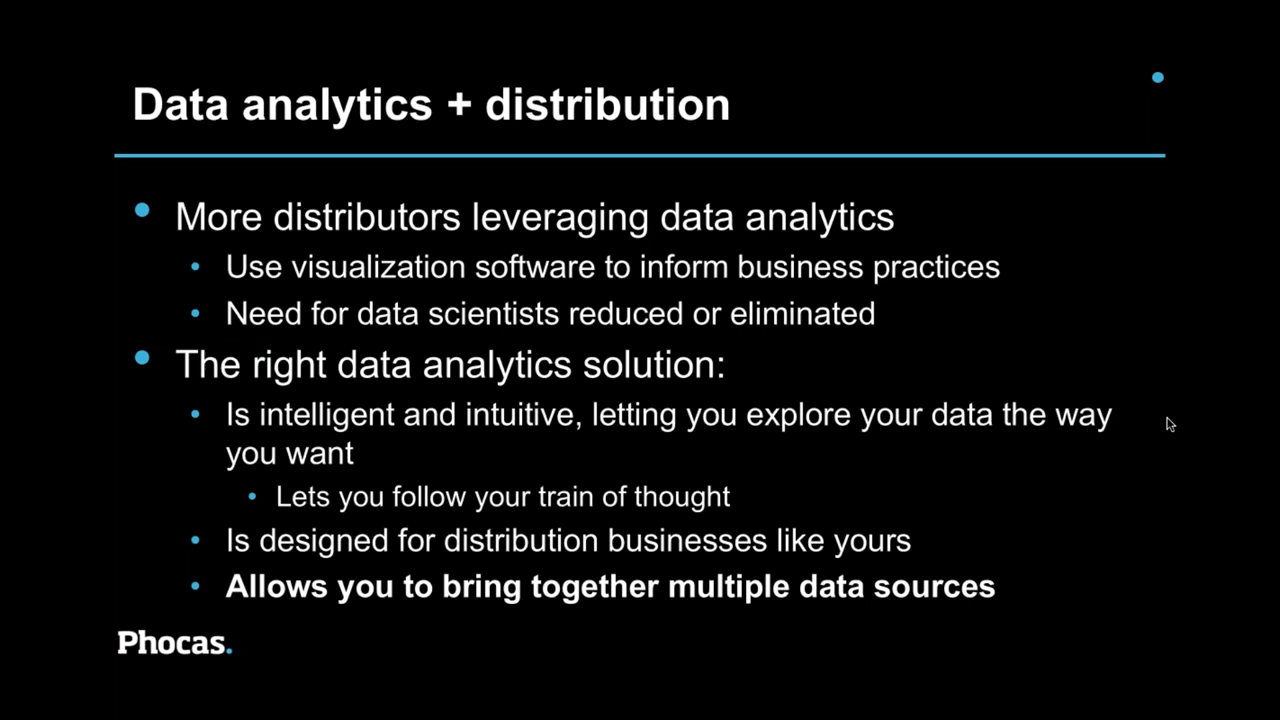 Data analytics + distribution
• More distributors leveraging data analytics
• Use visualization software to inform business practices
• Need for data scientists reduced or eliminated
• The right data analytics solution:
• Is intelligent and intuitive, letting you explore your data the way
you want
• Lets you follow your train of thought
• Is designed for distribution businesses like yours
• Allows you to bring together multiple data sources
Phocas.